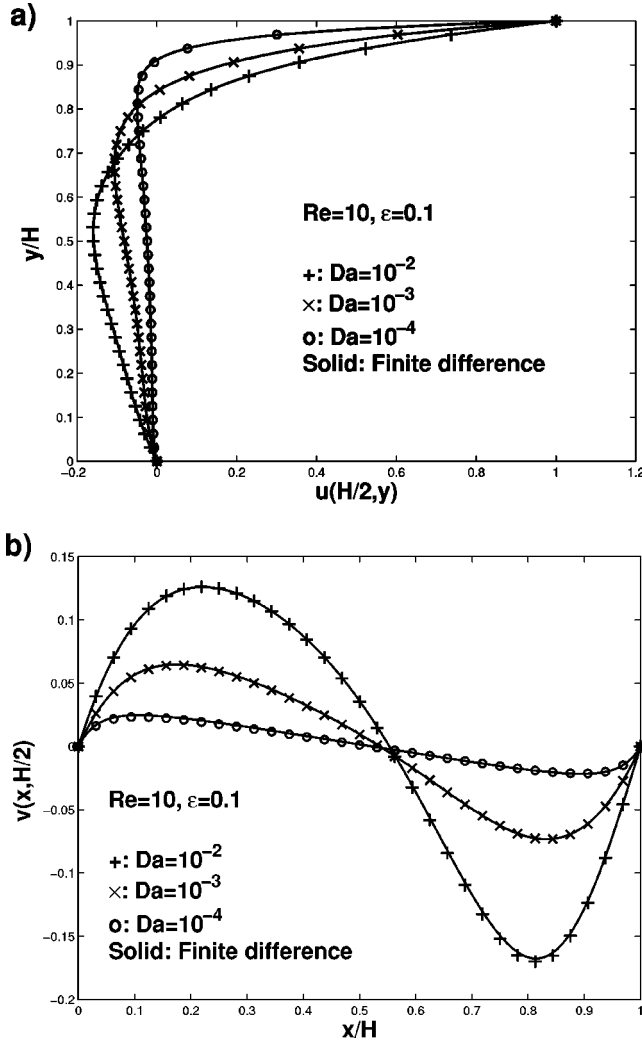 a)
1
0.9
0.8
0.7
0.6
0.5
0.4
0.3
0.2
0.1
0
y/H
Re=10, ε=0.1
+: Da=10⁻²
×: Da=10⁻³
o: Da=10⁻⁴
Solid: Finite difference
-0.2 0 0.2 0.4 0.6 0.8 1 1.2
u(H/2,y)
b)
0.15
0.1
0.05
0
-0.05
-0.1
-0.15
-0.2
v(x,H/2)
Re=10, ε=0.1
+: Da=10⁻²
×: Da=10⁻³
o: Da=10⁻⁴
Solid: Finite difference
0 0.1 0.2 0.3 0.4 0.5 0.6 0.7 0.8 0.9 1
x/H